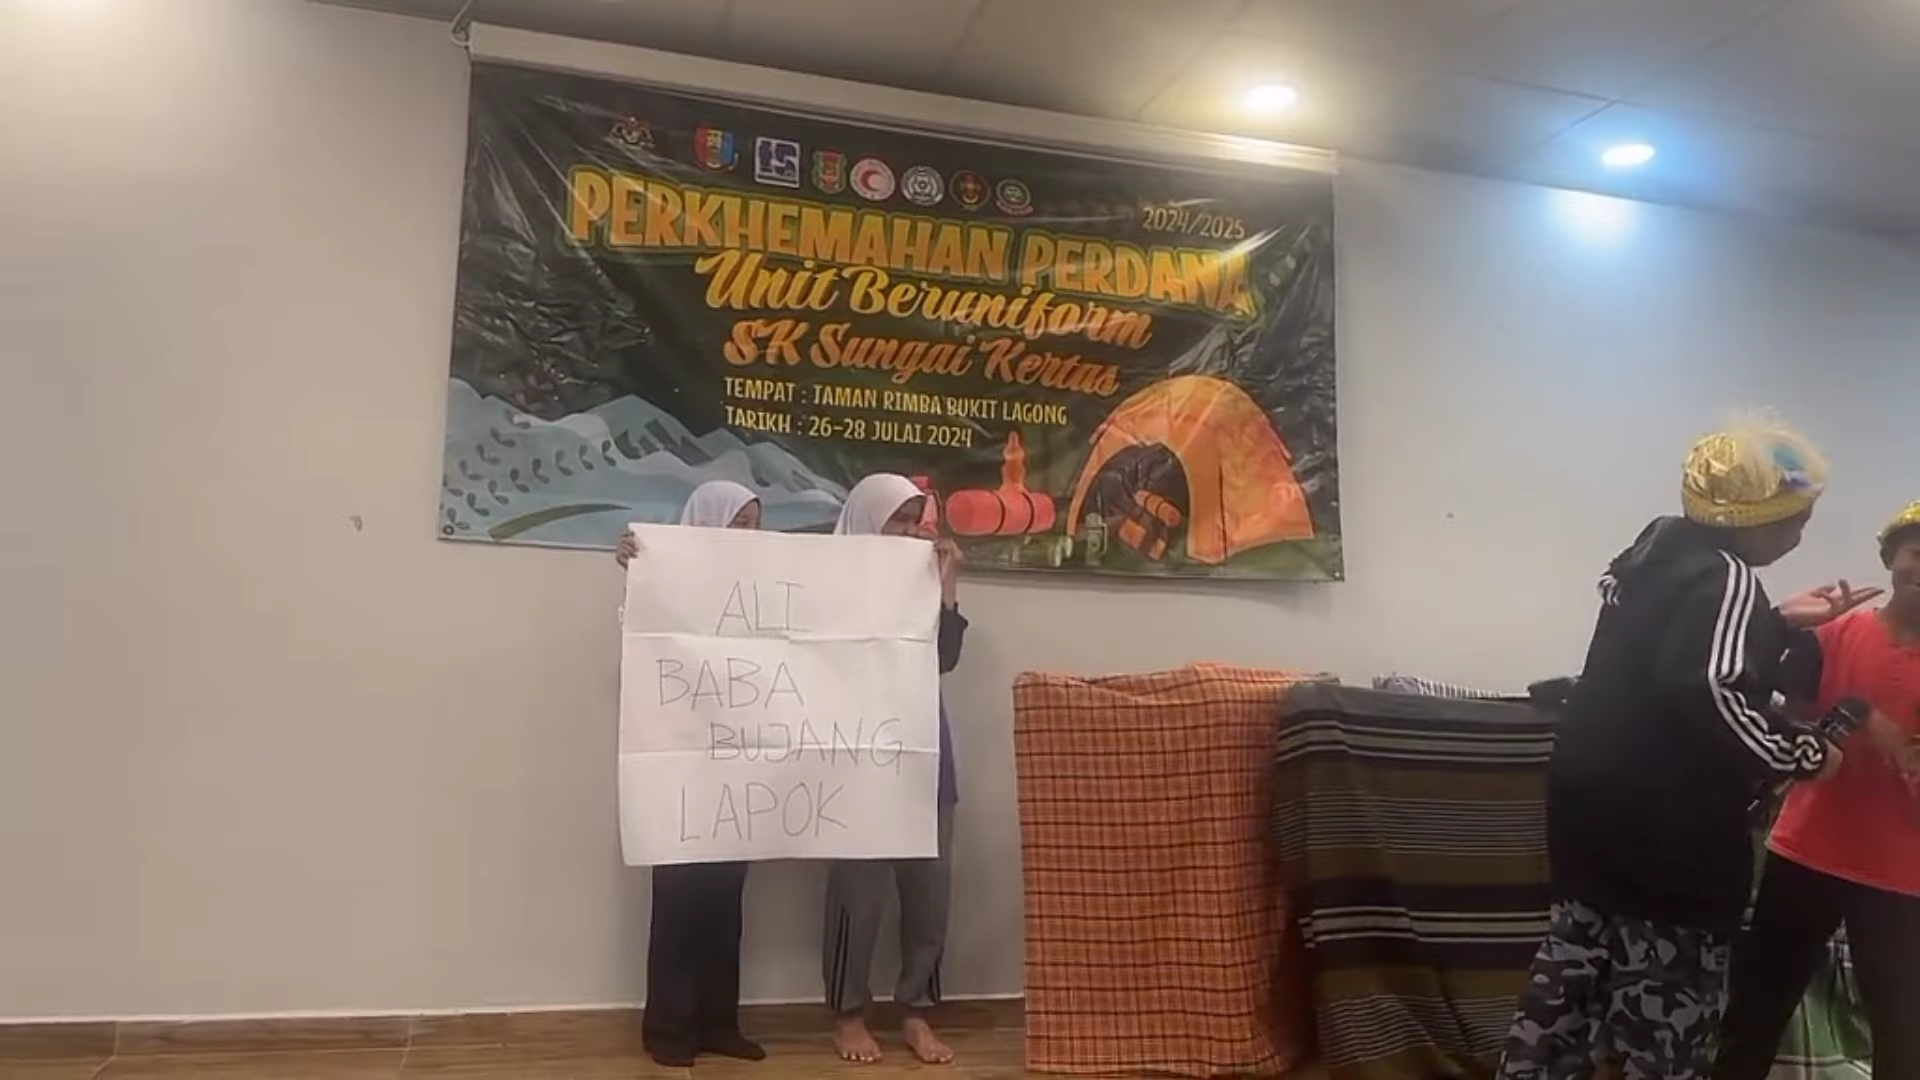 2024/2025
PERKHEMAHAN PERDANA
Unit Beruniform
SK Sungai Kertas
TEMPAT : TAMAN RIMBA BUKIT LAGONG
TARIKH : 26-28 JULAI 2024
ALI
BABA
BUJANG
LAPOK